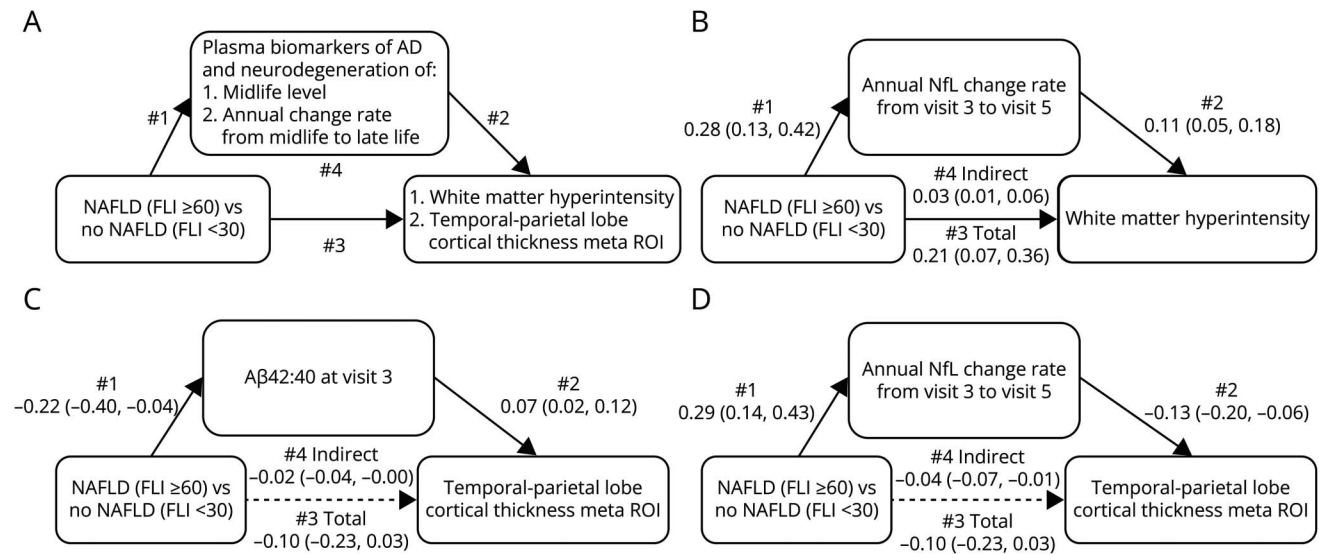 A
Plasma biomarkers of AD
and neurodegeneration of:
1. Midlife level
2. Annual change rate
from midlife to late life
#1
#2
#4
NAFLD (FLI ≥60) vs
no NAFLD (FLI <30)
#3
1. White matter hyperintensity
2. Temporal-parietal lobe
cortical thickness meta ROI
B
Annual NfL change rate
from visit 3 to visit 5
#1
0.28 (0.13, 0.42)
#2
0.11 (0.05, 0.18)
NAFLD (FLI ≥60) vs
no NAFLD (FLI <30)
#4 Indirect
0.03 (0.01, 0.06)
#3 Total
0.21 (0.07, 0.36)
White matter hyperintensity
C
Aβ42:40 at visit 3
#1
–0.22 (–0.40, –0.04)
#2
0.07 (0.02, 0.12)
NAFLD (FLI ≥60) vs
no NAFLD (FLI <30)
#4 Indirect
–0.02 (–0.04, –0.00)
#3 Total
–0.10 (–0.23, 0.03)
Temporal-parietal lobe
cortical thickness meta ROI
D
Annual NfL change rate
from visit 3 to visit 5
#1
0.29 (0.14, 0.43)
#2
–0.13 (–0.20, –0.06)
NAFLD (FLI ≥60) vs
no NAFLD (FLI <30)
#4 Indirect
–0.04 (–0.07, –0.01)
#3 Total
–0.10 (–0.23, 0.03)
Temporal-parietal lobe
cortical thickness meta ROI